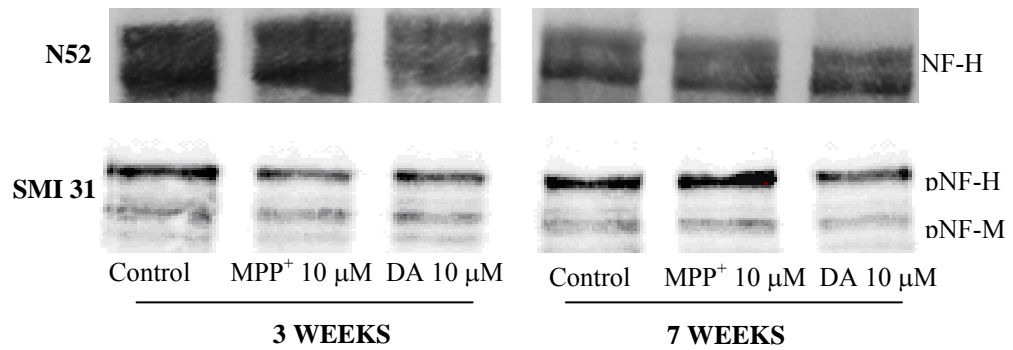 N52
NF-H
SMI 31
pNF-H
pNF-M
Control MPP+ 10 μM DA 10 μM Control MPP+ 10 μM DA 10 μM
3 WEEKS 7 WEEKS